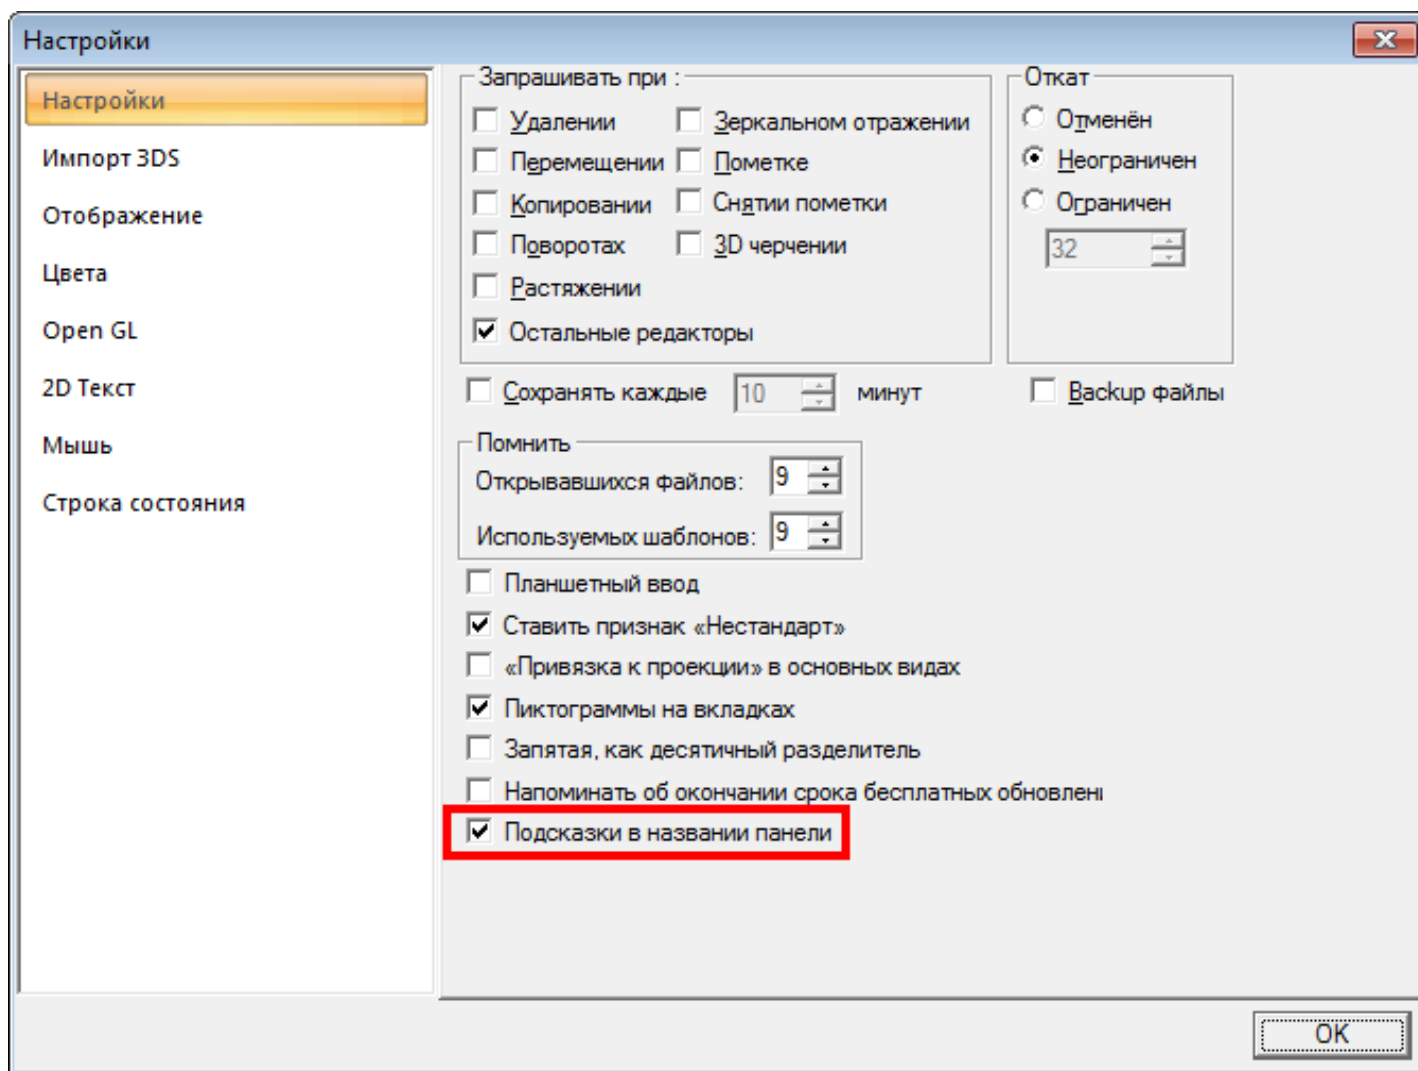 Настройки
Настройки
Импорт 3DS
Отображение
Цвета
Open GL
2D Текст
Мышь
Строка состояния
Запрашивать при :
Удалении
Зеркальном отражении
Перемещении
Пометке
Копировании
Снятии пометки
Поворотах
3D черчении
Растяжении
Остальные редакторы
Откат
Отменён
Неограничен
Ограничен
32
Сохранять каждые 10 минут
Backup файлы
Помнить
Открывавшихся файлов: 9
Используемых шаблонов: 9
Планшетный ввод
Ставить признак «Нестандарт»
«Привязка к проекции» в основных видах
Пиктограммы на вкладках
Запятая, как десятичный разделитель
Напоминать об окончании срока бесплатных обновлени
Подсказки в названии панели
OK